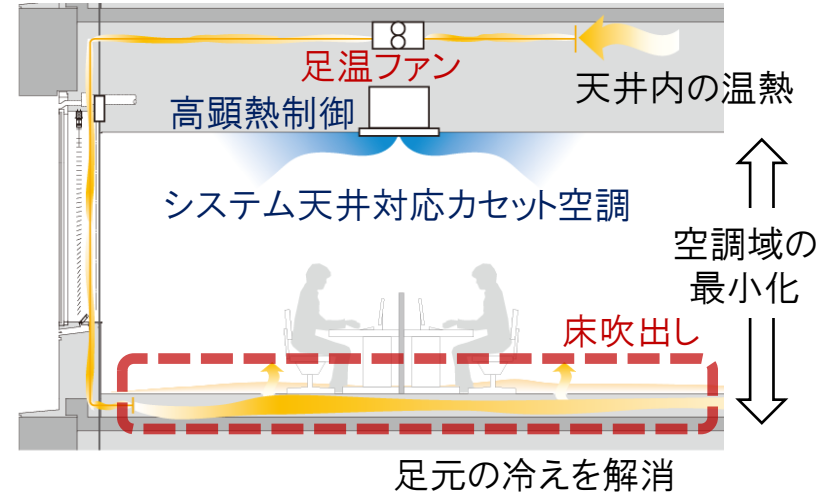 足温ファン
天井内の温熱
高顕熱制御
システム天井対応カセット空調
空調域の
最小化
床吹出し
足元の冷えを解消